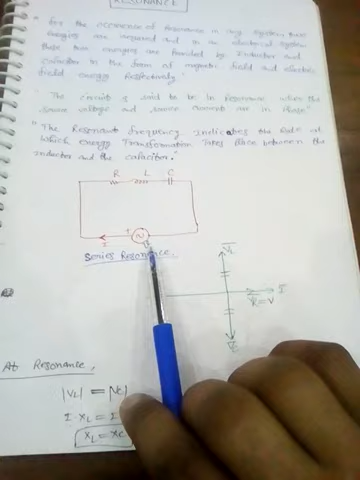 RESONANCE
" For the occurrence of Resonance in any system two
energies are required and in an electrical system
these two energies are provided by Inductor and
capacitor in the form of magnetic field and electric
field energy Respectively."
" The circuit is said to be in Resonance when the
source voltage and source current are in phase."
" The Resonant frequency indicates the Rate at
which energy Transformation Takes place between the
inductor and the capacitor."
R L C
I
Series Resonance.
VL
VR = V I
VC
At Resonance,
|VL| = |VC|
I XL = I
XL = XC